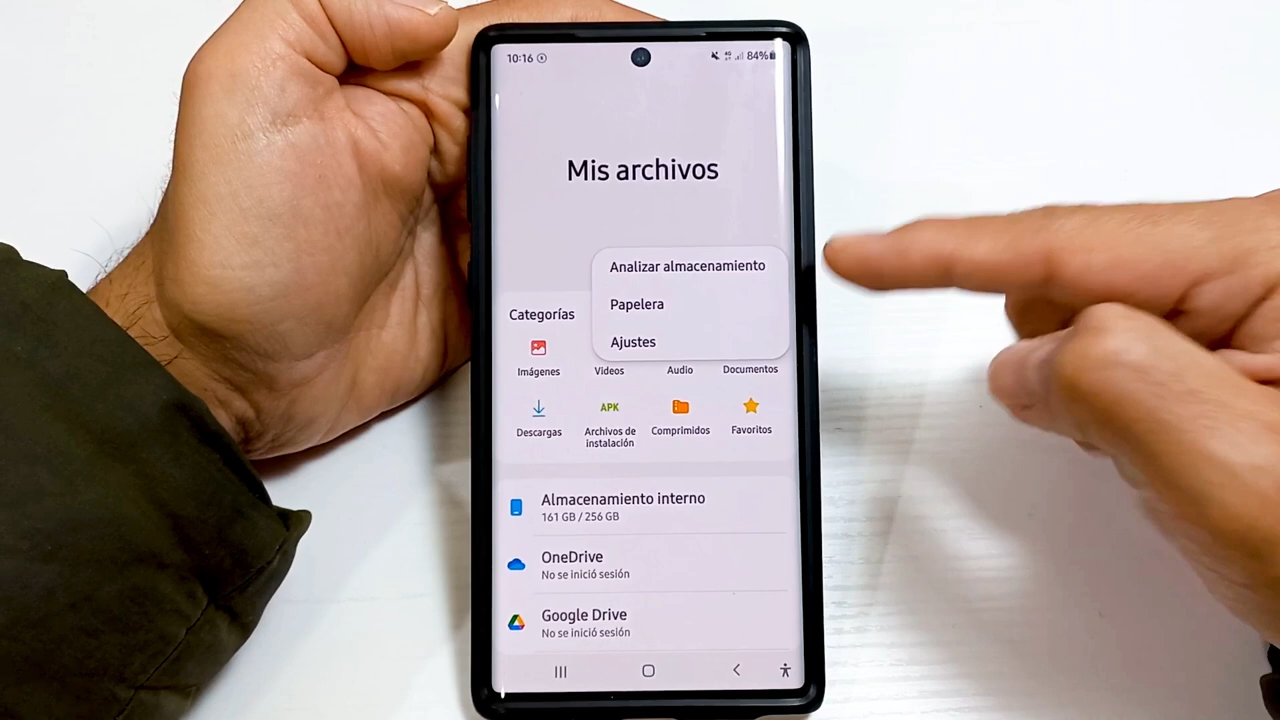 10:16
84%
Mis archivos
Analizar almacenamiento
Papelera
Ajustes
Categorías
Imágenes
Videos
Audio
Documentos
Descargas
APK
Archivos de
instalación
Comprimidos
Favoritos
Almacenamiento interno
161 GB / 256 GB
OneDrive
No se inició sesión
Google Drive
No se inició sesión